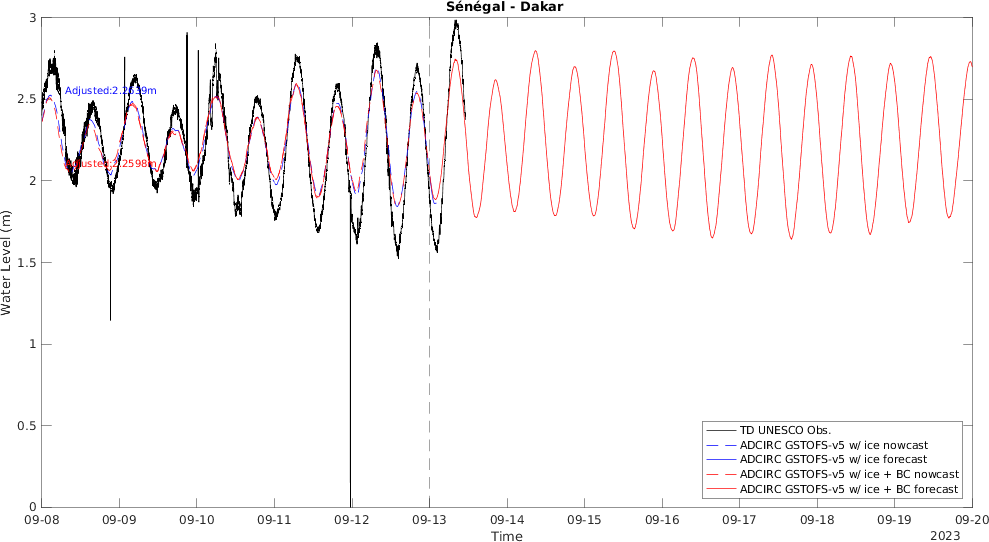 Sénégal - Dakar
3
2.5
2
1.5
1
0.5
0
Water Level (m)
Adjusted:2.2639m
Adjusted:2.2598m
TD UNESCO Obs.
ADCIRC GSTOFS-v5 w/ ice nowcast
ADCIRC GSTOFS-v5 w/ ice forecast
ADCIRC GSTOFS-v5 w/ ice + BC nowcast
ADCIRC GSTOFS-v5 w/ ice + BC forecast
09-08 09-09 09-10 09-11 09-12 09-13 09-14 09-15 09-16 09-17 09-18 09-19 09-20
Time
2023